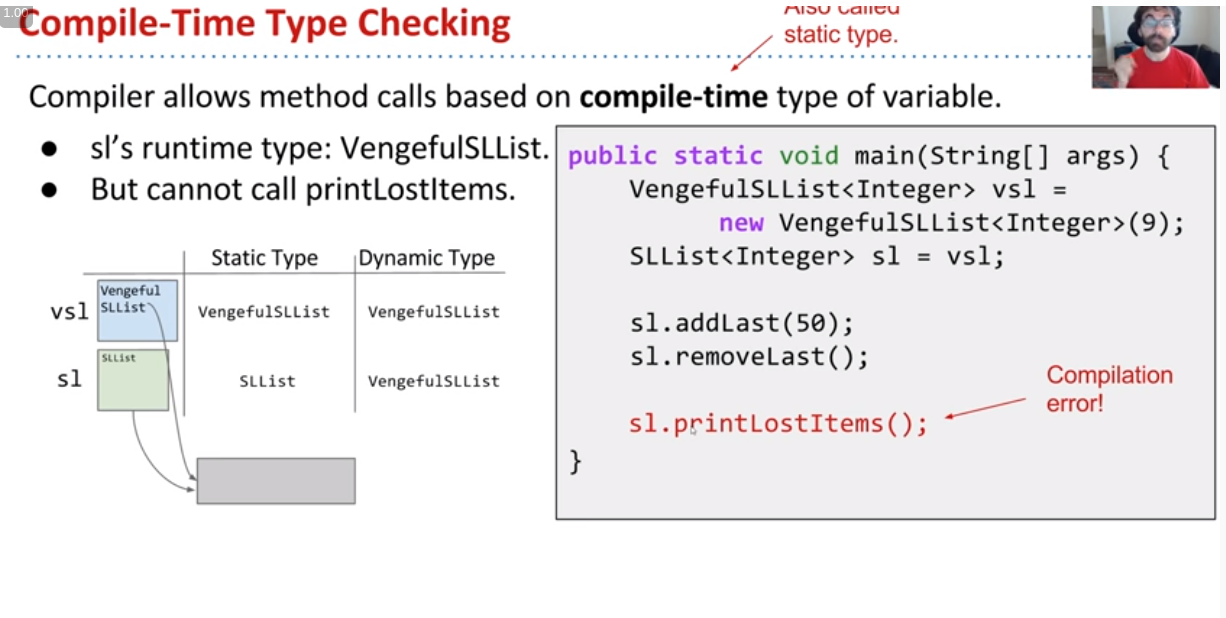 1.00
Compile-Time Type Checking
Also called
static type.
Compiler allows method calls based on compile-time type of variable.
● sl’s runtime type: VengefulSLList.
● But cannot call printLostItems.
Static Type Dynamic Type
vsl
Vengeful
SLList
VengefulSLList VengefulSLList
sl
SLList
SLList VengefulSLList
public static void main(String[] args) {
VengefulSLList<Integer> vsl =
new VengefulSLList<Integer>(9);
SLList<Integer> sl = vsl;
sl.addLast(50);
sl.removeLast();
sl.printLostItems();
}
Compilation
error!